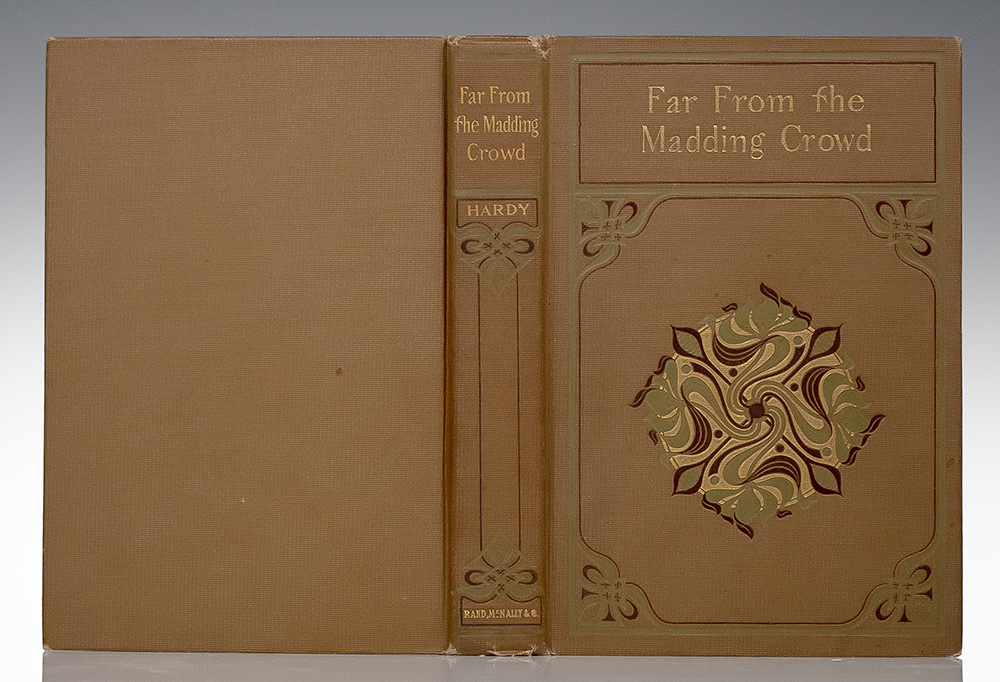 Far From
the Madding
Crowd
HARDY
RAND, McNALLY & Co.
Far From the
Madding Crowd